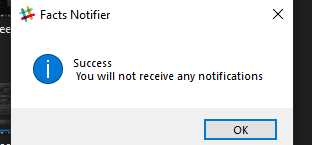 Facts Notifier
Success
You will not receive any notifications
OK